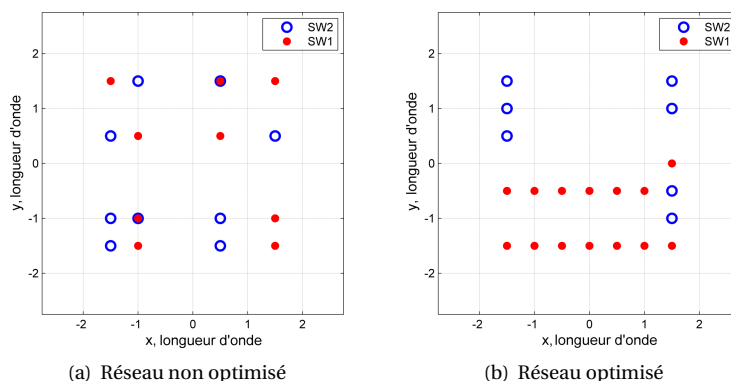 SW2
SW1
2
1
0
-1
-2
-2
-1
0
1
2
y, longueur d'onde
x, longueur d'onde
(a) Réseau non optimisé
SW2
SW1
2
1
0
-1
-2
-2
-1
0
1
2
y, longueur d'onde
x, longueur d'onde
(b) Réseau optimisé